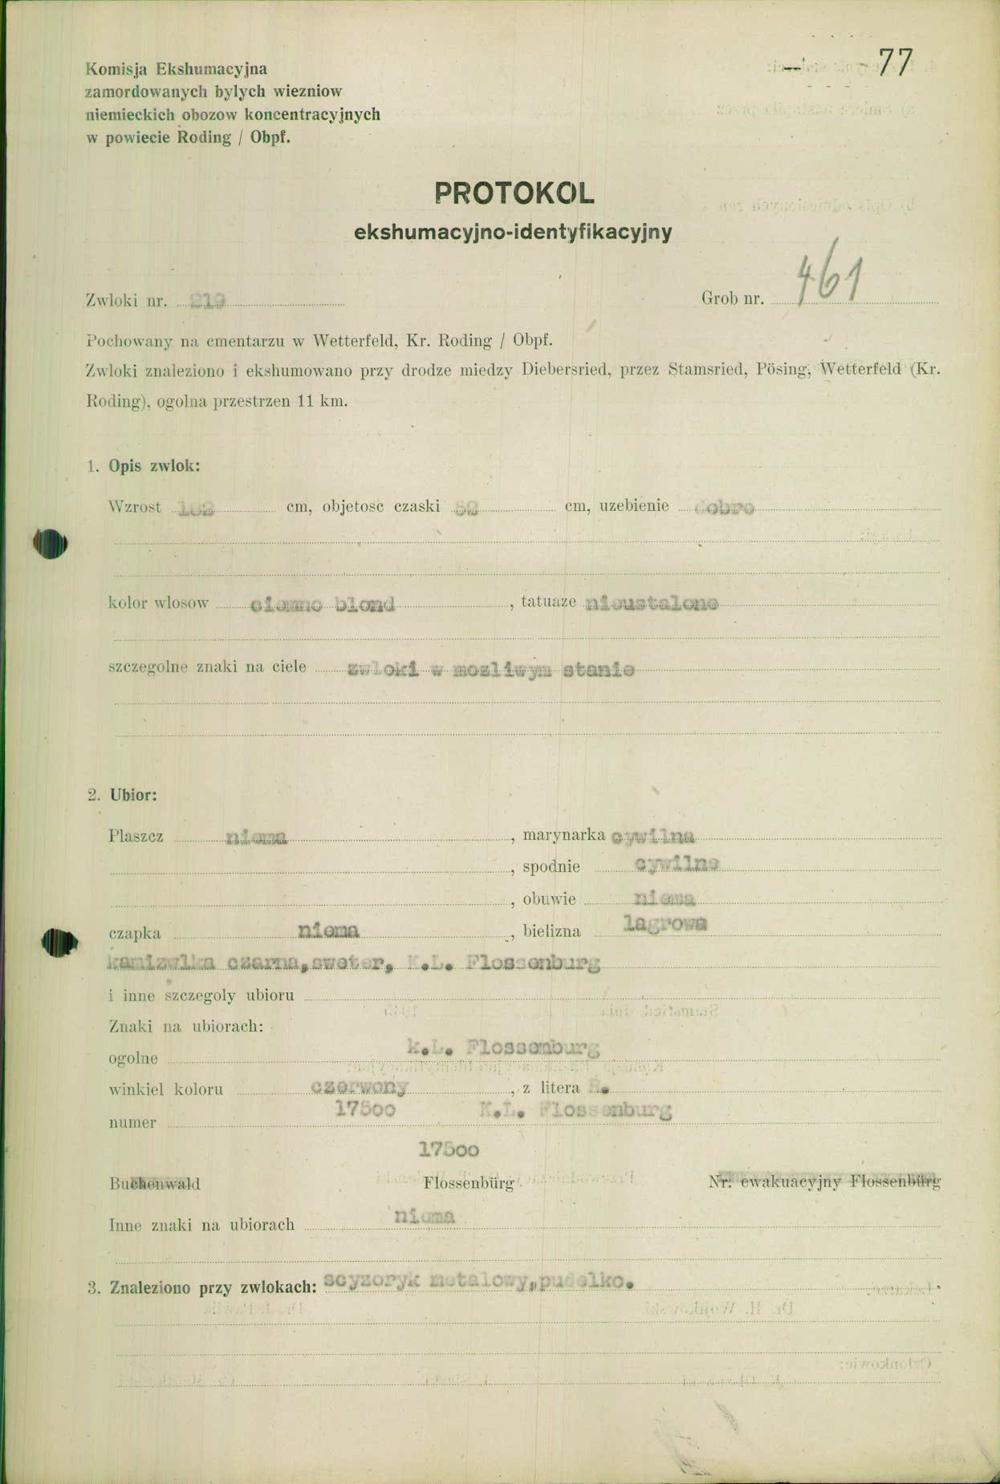 77
Komisja Ekshumacyjna
zamordowanych bylych wiezniow
niemieckich obozow koncentracyjnych
w powiecie Roding / Obpf.
PROTOKOL
ekshumacyjno-identyfikacyjny
Zwloki nr. 219
Grob nr. 461
Pochowany na cmentarzu w Wetterfeld, Kr. Roding / Obpf.
Zwloki znaleziono i ekshumowano przy drodze miedzy Diebersried, przez Stamsried, Pösing, Wetterfeld (Kr.
Roding), ogolna przestrzen 11 km.
1. Opis zwlok:
Wzrost cm, objetosc czaski 52 cm, uzebienie dobre
kolor wlosow ciemno blond , tatuaze nieustalone
szczegolne znaki na ciele zwloki w mozliwym stanie
2. Ubior:
Plaszcz niema , marynarka cywilna
, spodnie cywilne
, obuwie niema
czapka niema , bielizna lagrowa
kamizelka czarna,sweter, K.L. Flossenburg
i inne szczegoly ubioru
Znaki na ubiorach:
ogolne K.L. Flossenburg
winkiel koloru czerwony , z litera
numer 17500 K.L. Flossenburg
17500
Buchenwald Flossenbürg Nr. ewakuacyjny Flossenbürg
Inne znaki na ubiorach niema
3. Znaleziono przy zwlokach: scyzoryk metalowy,pudelko.